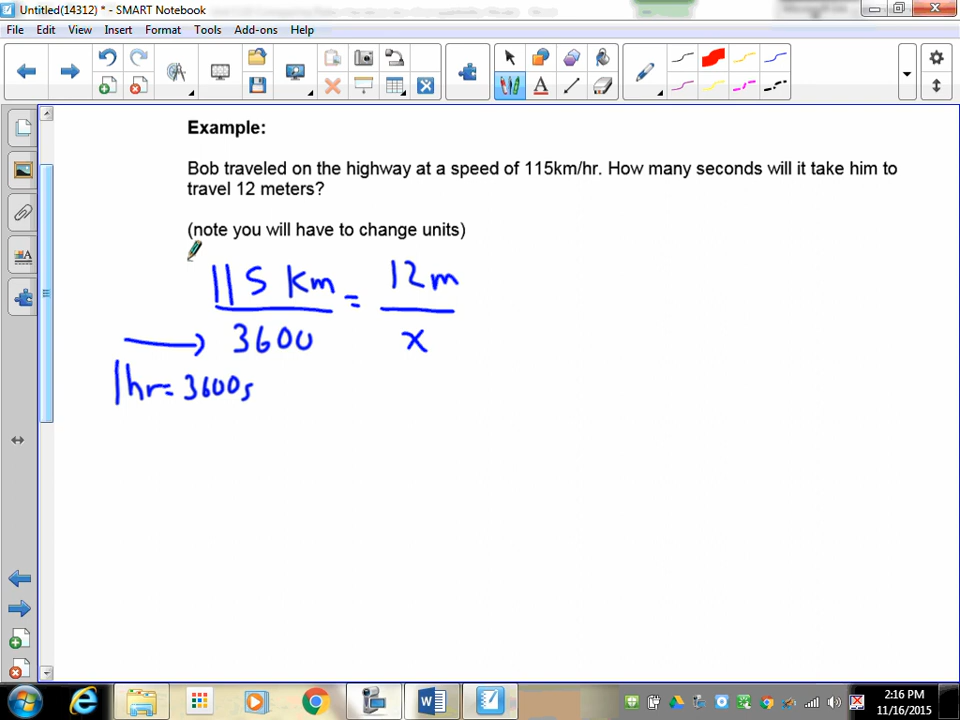 Untitled(14312) * - SMART Notebook
File Edit View Insert Format Tools Add-ons Help
Example:
Bob traveled on the highway at a speed of 115km/hr. How many seconds will it take him to
travel 12 meters?
(note you will have to change units)
115 km = 12m
3600 x
1hr = 3600s
2:16 PM
11/16/2015